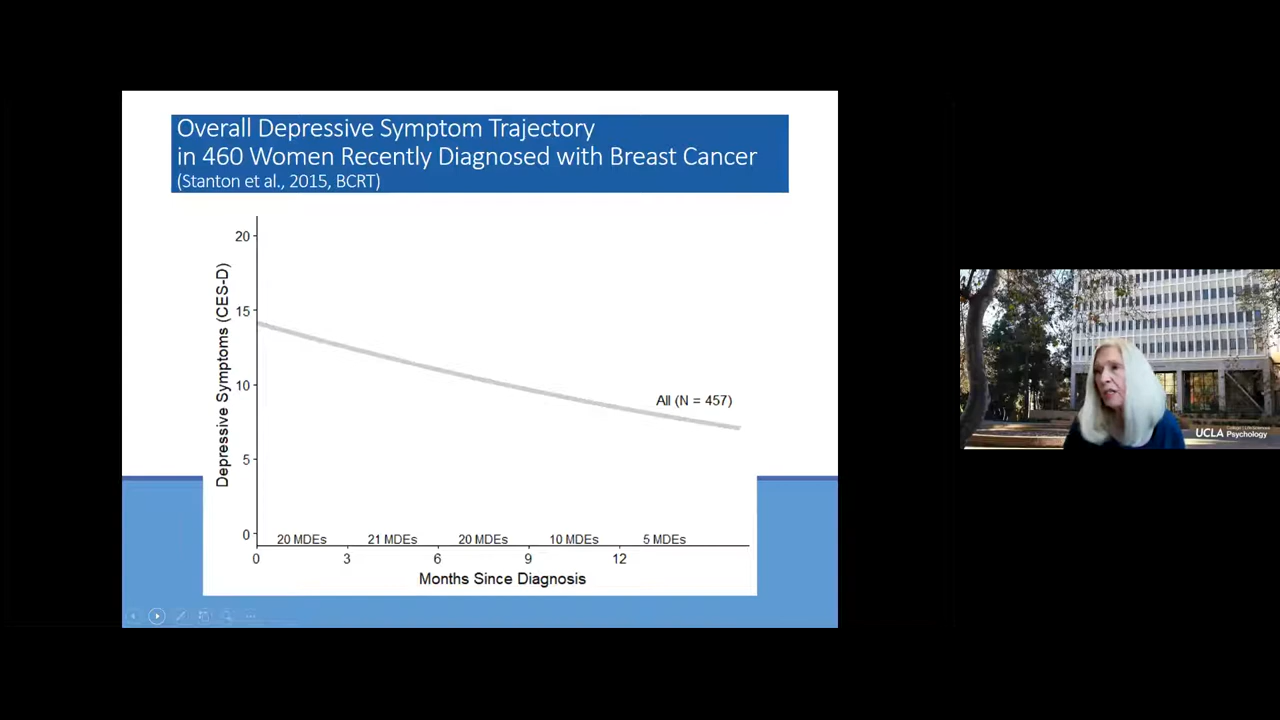 Overall Depressive Symptom Trajectory
in 460 Women Recently Diagnosed with Breast Cancer
(Stanton et al., 2015, BCRT)
Depressive Symptoms (CES-D)
20
15
10
5
0
All (N = 457)
20 MDEs 21 MDEs 20 MDEs 10 MDEs 5 MDEs
0 3 6 9 12
Months Since Diagnosis
UCLA Psychology